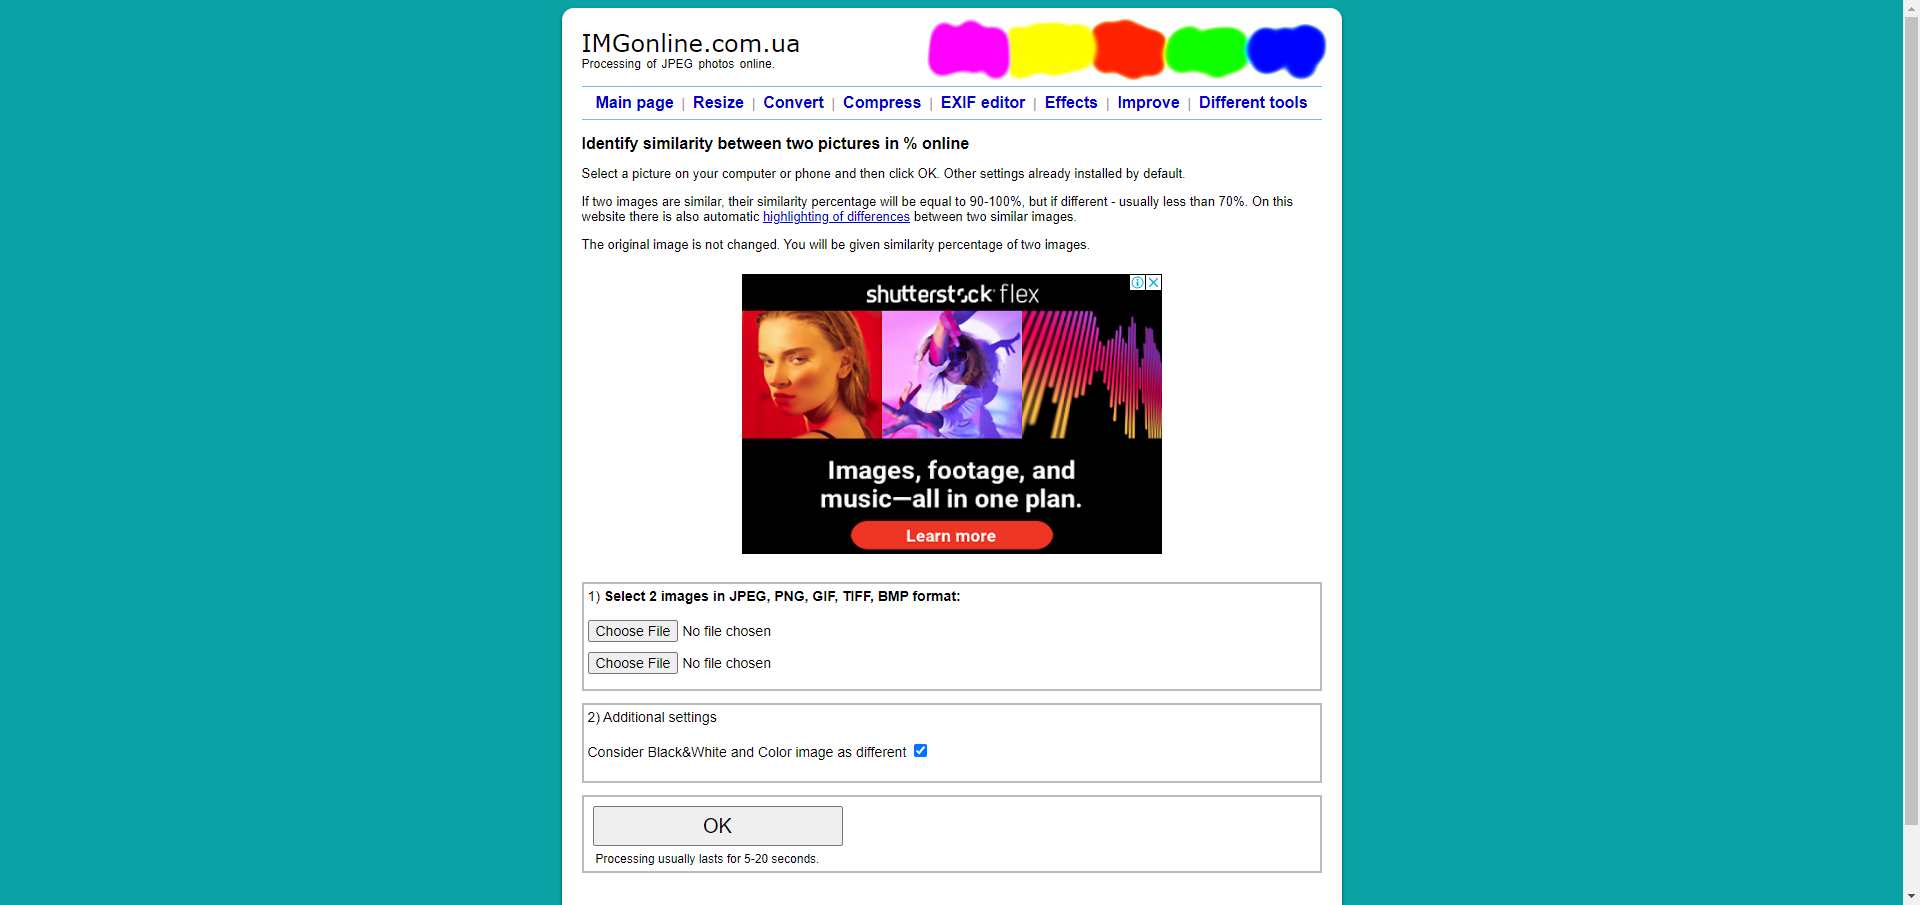 IMGonline.com.ua
Processing of JPEG photos online.
Main page | Resize | Convert | Compress | EXIF editor | Effects | Improve | Different tools
Identify similarity between two pictures in % online
Select a picture on your computer or phone and then click OK. Other settings already installed by default.
If two images are similar, their similarity percentage will be equal to 90-100%, but if different - usually less than 70%. On this
website there is also automatic highlighting of differences between two similar images.
The original image is not changed. You will be given similarity percentage of two images.
shutterstock flex
Images, footage, and
music—all in one plan.
Learn more
1) Select 2 images in JPEG, PNG, GIF, TIFF, BMP format:
Choose File No file chosen
Choose File No file chosen
2) Additional settings
Consider Black&White and Color image as different
OK
Processing usually lasts for 5-20 seconds.